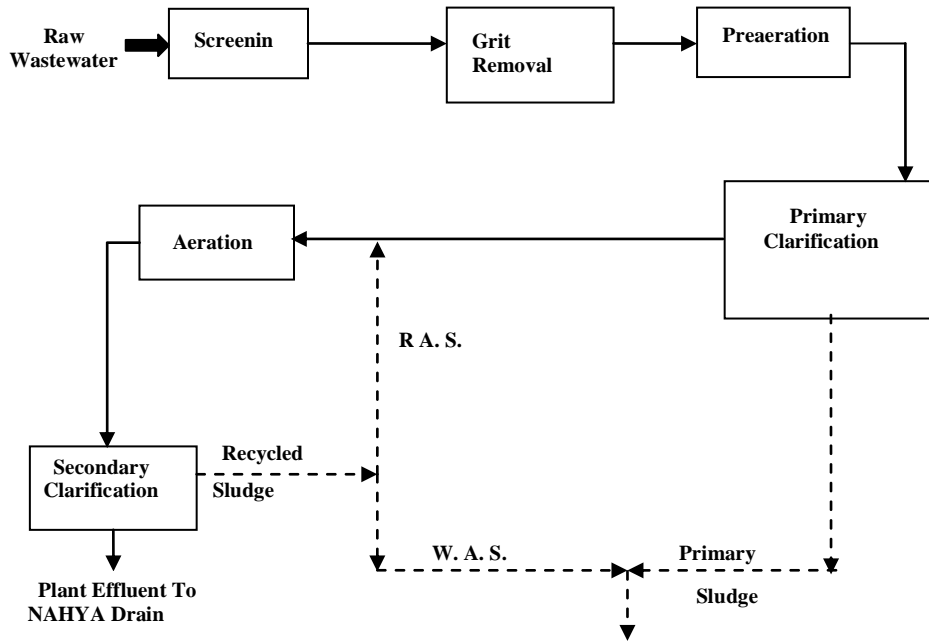 Raw
Wastewater
Screenin
Grit
Removal
Preaeration
Primary
Clarification
Aeration
R A. S.
Secondary
Clarification
Recycled
Sludge
W. A. S.
Primary
Sludge
Plant Effluent To
NAHYA Drain